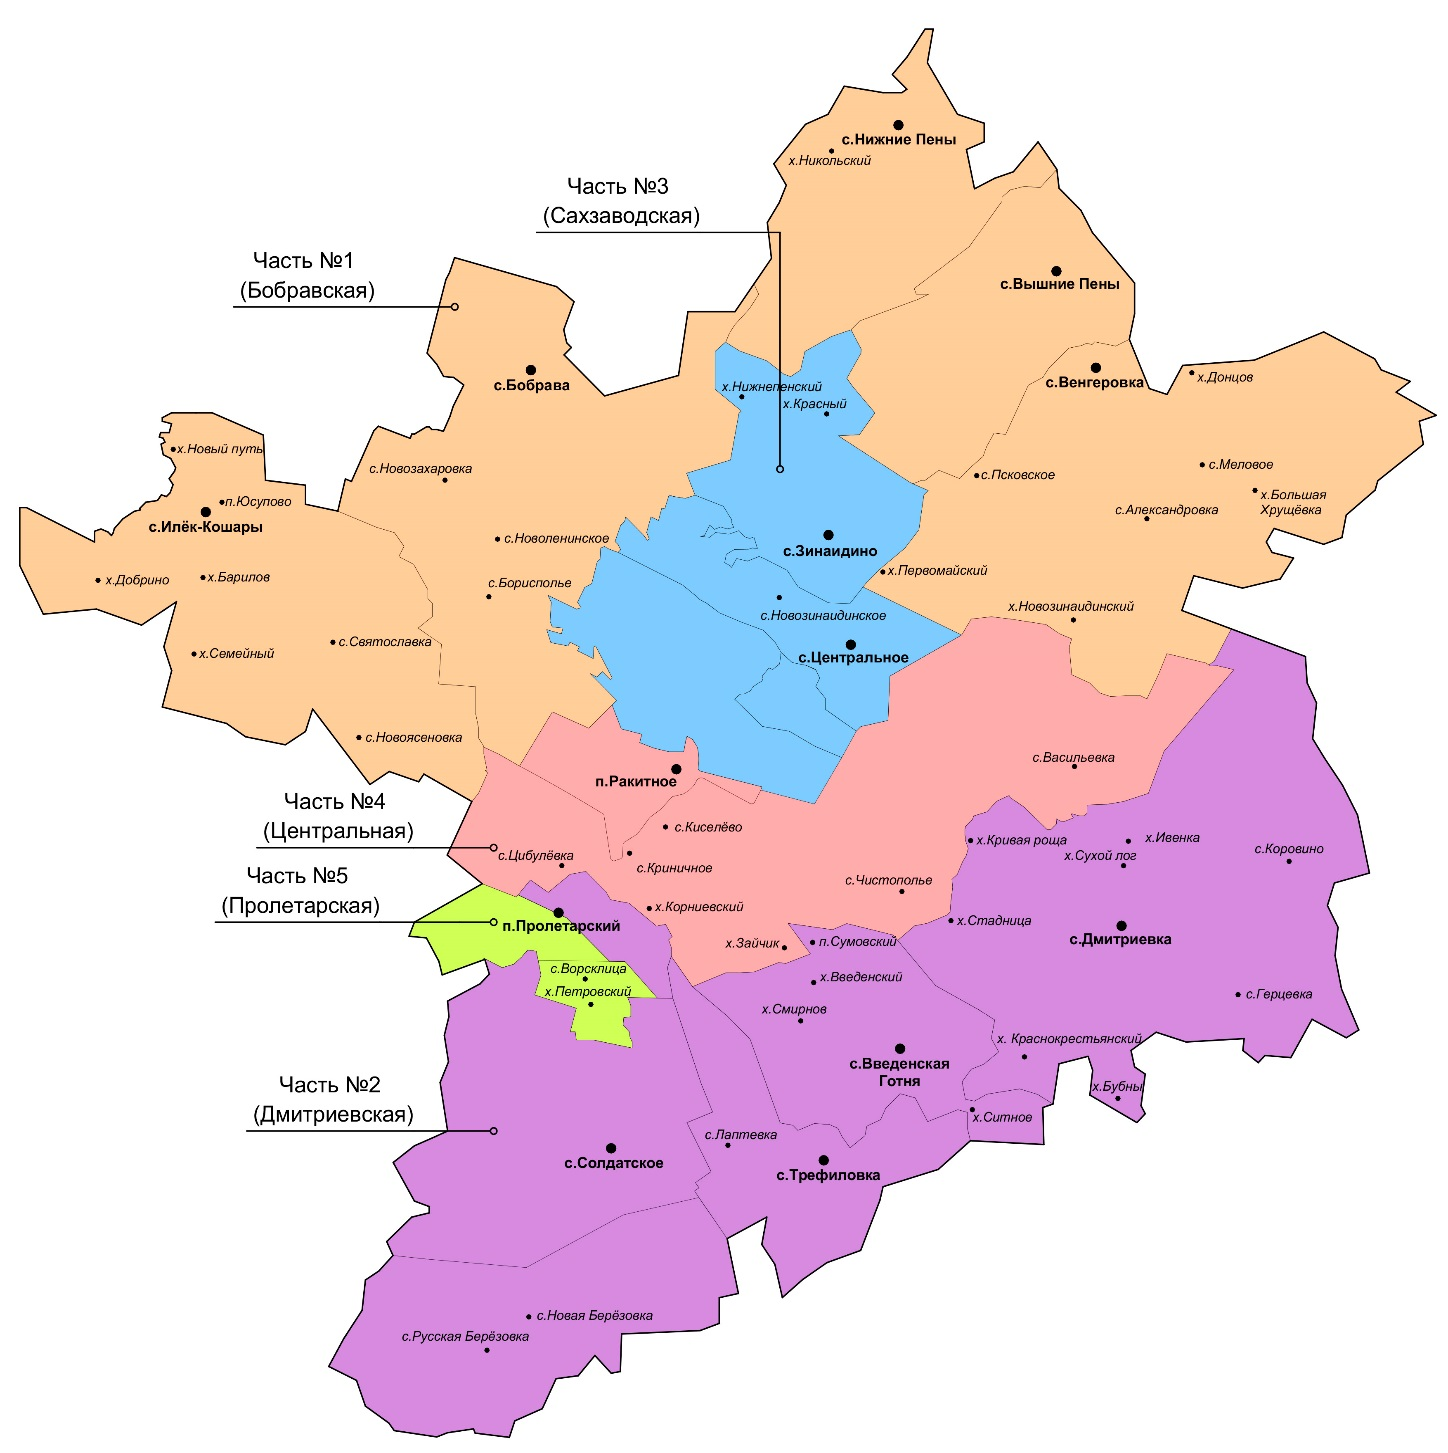 с.Нижние Пены
х.Никольский
Часть №3
(Сахзаводская)
Часть №1
(Бобравская)
с.Вышние Пены
с.Бобрава
с.Венгеровка
х.Донцов
х.Нижнепенский
х.Красный
х.Новый путь
с.Новозахаровка
с.Псковское
с.Меловое
х.Большая
Хрущёвка
п.Юсупово
с.Илёк-Кошары
с.Александровка
с.Новоленинское
с.Зинаидино
х.Первомайский
х.Добрино
х.Барилов
с.Борисполье
х.Новозинаидинский
с.Новозинаидинское
с.Святославка
х.Семейный
с.Центральное
с.Новоясеновка
с.Васильевка
п.Ракитное
Часть №4
(Центральная)
с.Киселёво
с.Цибулёвка
с.Криничное
х.Кривая роща
х.Ивенка
х.Сухой лог
с.Коровино
Часть №5
(Пролетарская)
с.Чистополье
х.Корниевский
п.Пролетарский
х.Стадница
с.Дмитриевка
х.Зайчик
п.Сумовский
с.Ворсклица
х.Введенский
х.Петровский
с.Герцевка
х.Смирнов
х. Краснокрестьянский
с.Введенская
Готня
Часть №2
(Дмитриевская)
х.Бубны
х.Ситное
с.Лаптевка
с.Солдатское
с.Трефиловка
с.Новая Берёзовка
с.Русская Берёзовка